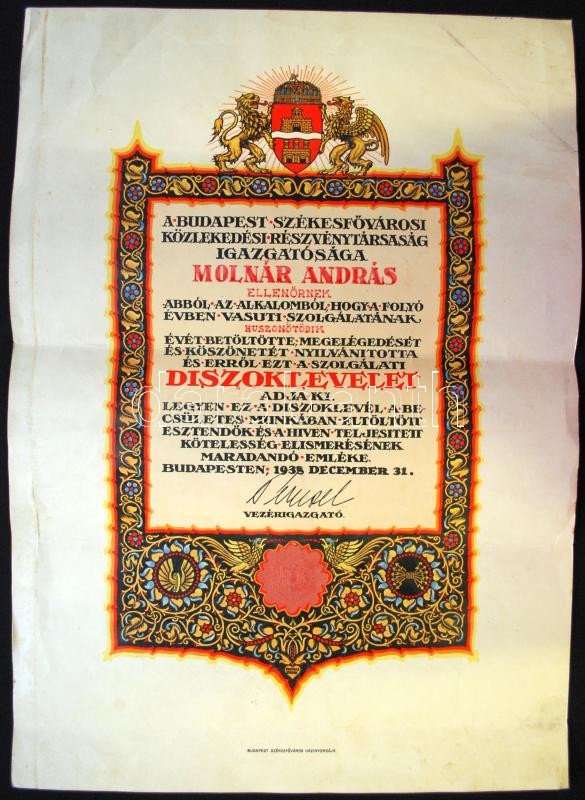 A·BUDAPEST·SZÉKESFŐVÁROSI
KÖZLEKEDÉSI·RÉSZVÉNYTÁRSASÁG
IGAZGATÓSÁGA
MOLNÁR ANDRÁS
ELLENŐRNEK
ABBÓL·AZ·ALKALOMBÓL·HOGY·A·FOLYÓ
ÉVBEN·VASUTI·SZOLGÁLATÁNAK
HUSZONÖTÖDIK
ÉVÉT·BETÖLTÖTTE; MEGELÉGEDÉSÉT
ÉS·KÖSZÖNETÉT·NYILVÁNITOTTA
ÉS·ERRŐL·EZT·A·SZOLGÁLATI
DISZOKLEVELET
ADJA·KI.
LEGYEN·EZ·A·DISZOKLEVÉL·A·BE-
CSÜLETES·MUNKÁBAN·ELTÖLTÖTT
ESZTENDŐK·ÉS·A·HIVEN·TELJESITETT
KÖTELESSÉG·ELISMERÉSÉNEK
MARADANDÓ·EMLÉKE.
BUDAPESTEN; 1938 DECEMBER 31.
VEZÉRIGAZGATÓ.
BUDAPEST SZÉKESFŐVÁROS HÁZINYOMDÁJA
darabanth